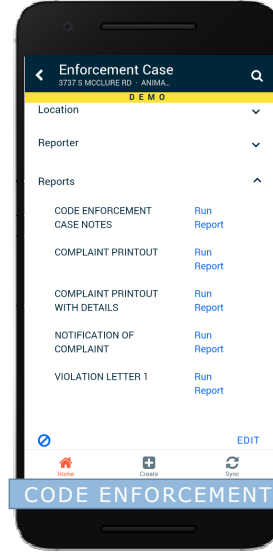 Enforcement Case
3737 S MCCLURE RD · ANIMA...
DEMO
Location
Reporter
Reports
CODE ENFORCEMENT
CASE NOTES
Run
Report
COMPLAINT PRINTOUT
Run
Report
COMPLAINT PRINTOUT
WITH DETAILS
Run
Report
NOTIFICATION OF
COMPLAINT
Run
Report
VIOLATION LETTER 1
Run
Report
EDIT
Home
Create
Sync
CODE ENFORCEMENT